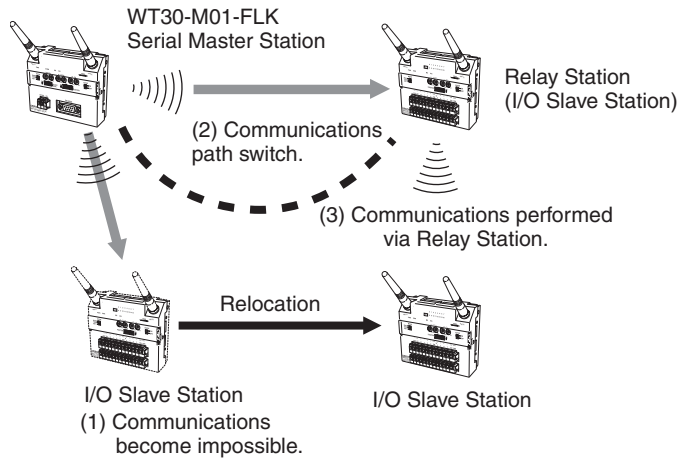 WT30-M01-FLK
Serial Master Station
Relay Station
(I/O Slave Station)
(2) Communications
path switch.
(3) Communications performed
via Relay Station.
Relocation
I/O Slave Station
(1) Communications
become impossible.
I/O Slave Station